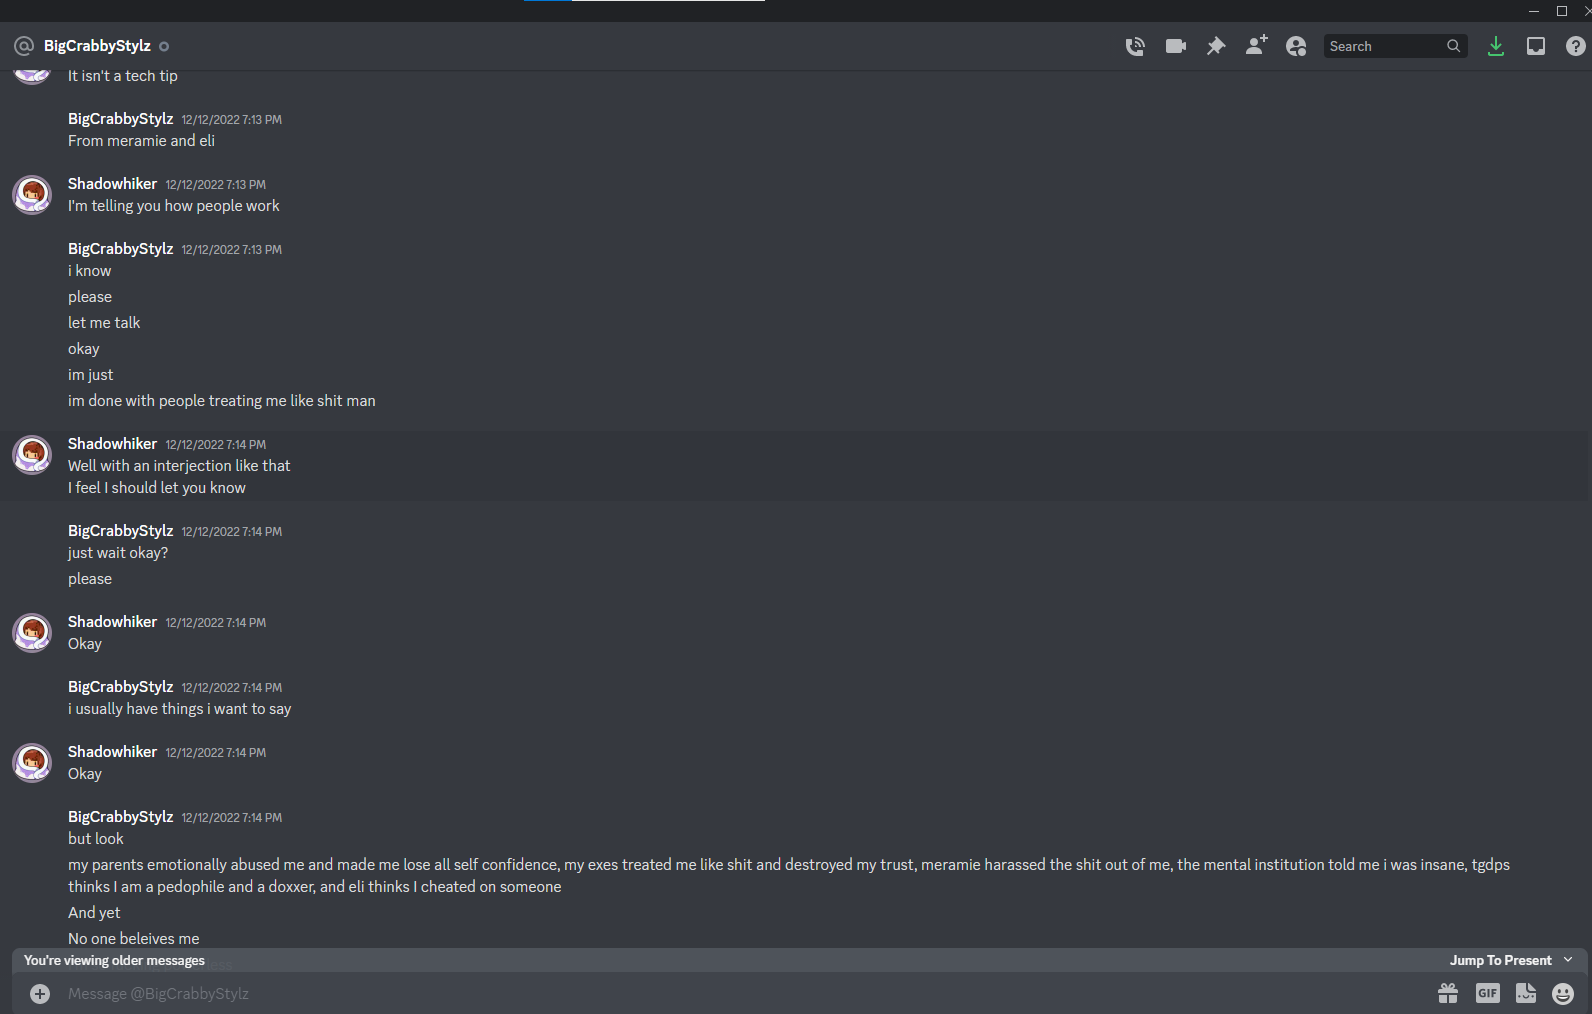 BigCrabbyStylz
Search
It isn't a tech tip
BigCrabbyStylz 12/12/2022 7:13 PM
From meramie and eli
Shadowhiker 12/12/2022 7:13 PM
I'm telling you how people work
BigCrabbyStylz 12/12/2022 7:13 PM
i know
please
let me talk
okay
im just
im done with people treating me like shit man
Shadowhiker 12/12/2022 7:14 PM
Well with an interjection like that
I feel I should let you know
BigCrabbyStylz 12/12/2022 7:14 PM
just wait okay?
please
Shadowhiker 12/12/2022 7:14 PM
Okay
BigCrabbyStylz 12/12/2022 7:14 PM
i usually have things i want to say
Shadowhiker 12/12/2022 7:14 PM
Okay
BigCrabbyStylz 12/12/2022 7:14 PM
but look
my parents emotionally abused me and made me lose all self confidence, my exes treated me like shit and destroyed my trust, meramie harassed the shit out of me, the mental institution told me i was insane, tgdps
thinks I am a pedophile and a doxxer, and eli thinks I cheated on someone
And yet
No one beleives me
You're viewing older messages
Jump To Present
Message @BigCrabbyStylz
GIF